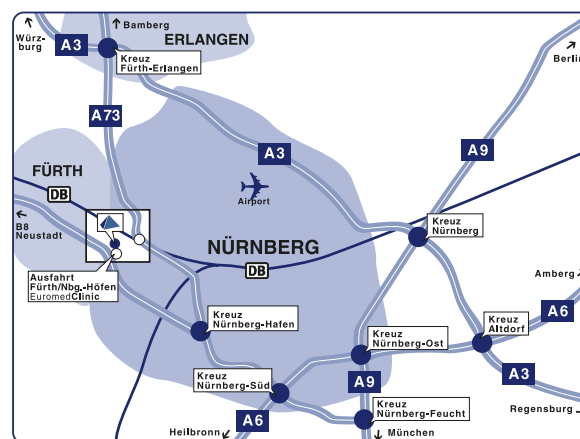 Bamberg
Würz-
burg
A3
ERLANGEN
Kreuz
Fürth-Erlangen
Berlin
A73
A3
A9
FÜRTH
DB
Airport
B8
Neustadt
NÜRNBERG
DB
Kreuz
Nürnberg
Ausfahrt
Fürth/Nbg.-Höfen
EuromedClinic
Amberg
A6
Kreuz
Nürnberg-Hafen
Kreuz
Nürnberg-Ost
Kreuz
Altdorf
Kreuz
Nürnberg-Süd
A9
A3
Kreuz
Nürnberg-Feucht
Regensburg
A6
Heilbronn
München